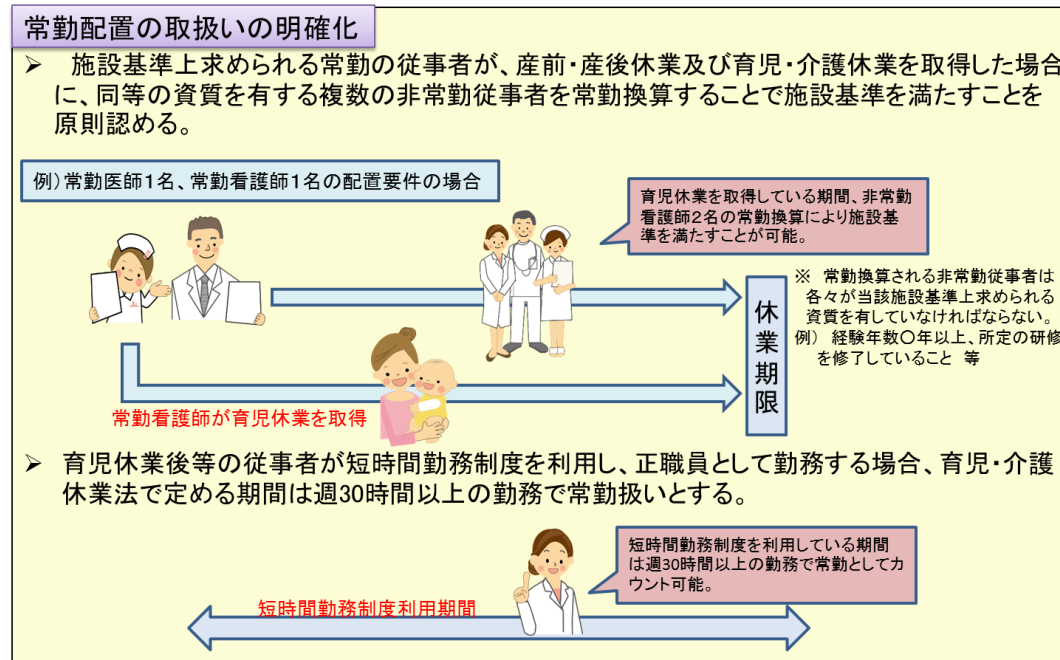 常勤配置の取扱いの明確化
➢ 施設基準上求められる常勤の従事者が、産前・産後休業及び育児・介護休業を取得した場合
に、同等の資質を有する複数の非常勤従事者を常勤換算することで施設基準を満たすことを
原則認める。
例）常勤医師１名、常勤看護師１名の配置要件の場合
育児休業を取得している期間、非常勤
看護師２名の常勤換算により施設基
準を満たすことが可能。
※ 常勤換算される非常勤従事者は
各々が当該施設基準上求められる
資質を有していなければならない。
例） 経験年数〇年以上、所定の研修
を修了していること 等
休業期限
常勤看護師が育児休業を取得
➢ 育児休業後等の従事者が短時間勤務制度を利用し、正職員として勤務する場合、育児・介護
休業法で定める期間は週30時間以上の勤務で常勤扱いとする。
短時間勤務制度を利用している期間
は週30時間以上の勤務で常勤としてカ
ウント可能。
短時間勤務制度利用期間